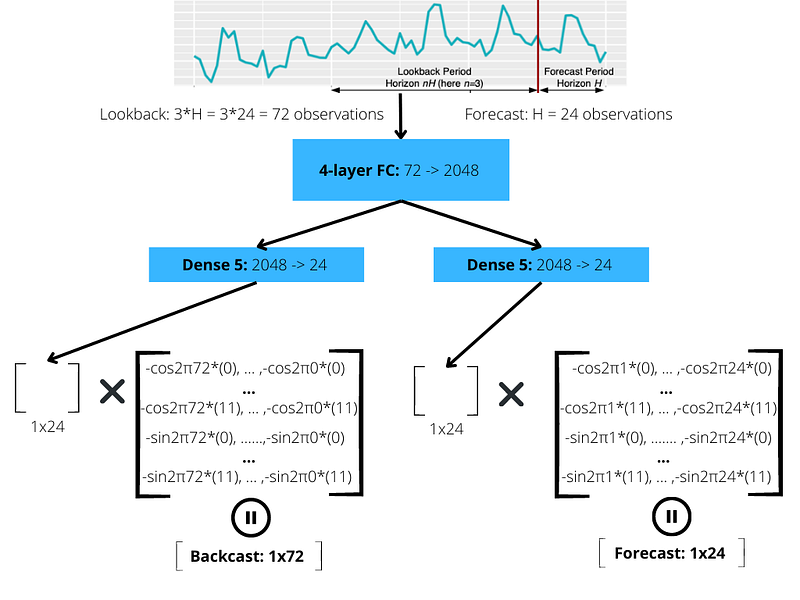 Lookback Period
Horizon nH (here n=3)
Forecast Period
Horizon H
Lookback: 3*H = 3*24 = 72 observations
Forecast: H = 24 observations
4-layer FC: 72 -> 2048
Dense 5: 2048 -> 24
Dense 5: 2048 -> 24
1x24
-cos2π72*(0), ... ,-cos2π0*(0)
...
-cos2π72*(11), ... ,-cos2π0*(11)
-sin2π72*(0), ......,-sin2π0*(0)
...
-sin2π72*(11), ... ,-sin2π0*(11)
1x24
-cos2π1*(0), ... ,-cos2π24*(0)
...
-cos2π1*(11), ... ,-cos2π24*(11)
-sin2π1*(0), ....... ,-sin2π24*(0)
...
-sin2π1*(11), ... ,-sin2π24*(11)
Backcast: 1x72
Forecast: 1x24